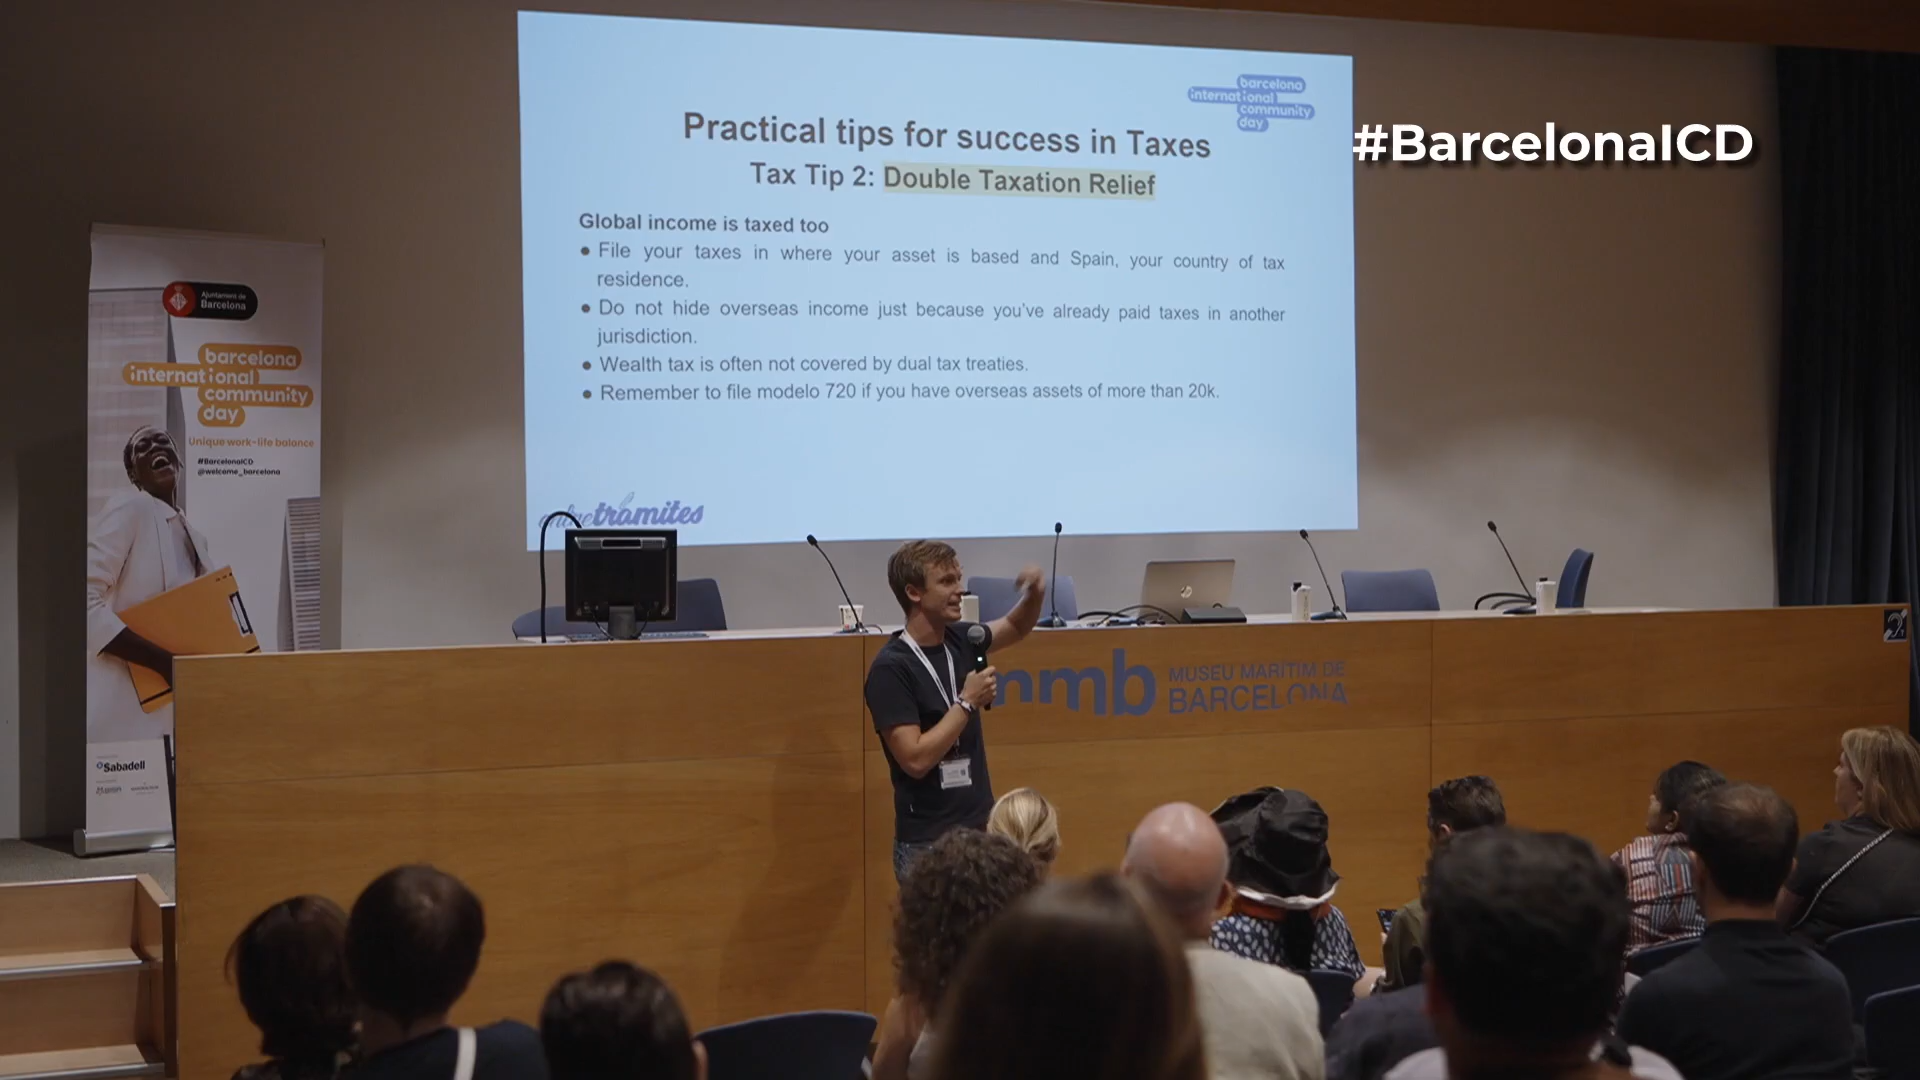 barcelona
international
community
day
#BarcelonaICD
Practical tips for success in Taxes
Tax Tip 2: Double Taxation Relief
Global income is taxed too
● File your taxes in where your asset is based and Spain, your country of tax
residence.
● Do not hide overseas income just because you've already paid taxes in another
jurisdiction.
● Wealth tax is often not covered by dual tax treaties.
● Remember to file modelo 720 if you have overseas assets of more than 20k.
tramites
Ajuntament de
Barcelona
barcelona
international
community
day
Unique work-life balance
#BarcelonaICD
@welcome_barcelona
Sabadell
hp
mmb
MUSEU MARÍTIM DE
BARCELONA